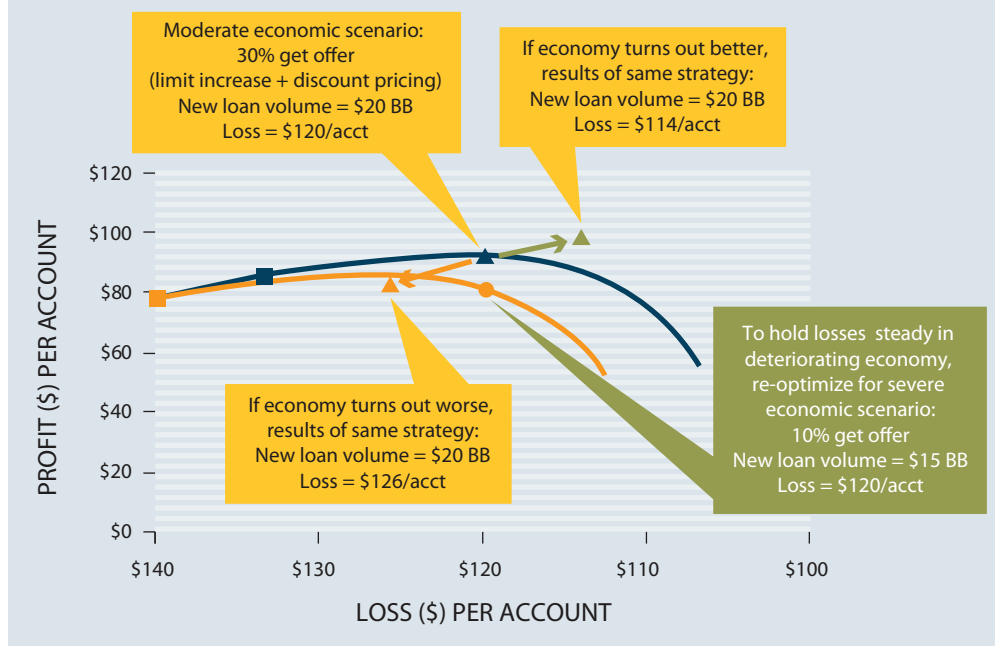 Moderate economic scenario:
30% get offer
(limit increase + discount pricing)
New loan volume = $20 BB
Loss = $120/acct
If economy turns out better,
results of same strategy:
New loan volume = $20 BB
Loss = $114/acct
PROFIT ($) PER ACCOUNT
$120
$100
$80
$60
$40
$20
$0
To hold losses steady in
deteriorating economy,
re-optimize for severe
economic scenario:
10% get offer
New loan volume = $15 BB
Loss = $120/acct
If economy turns out worse,
results of same strategy:
New loan volume = $20 BB
Loss = $126/acct
$140
$130
$120
$110
$100
LOSS ($) PER ACCOUNT